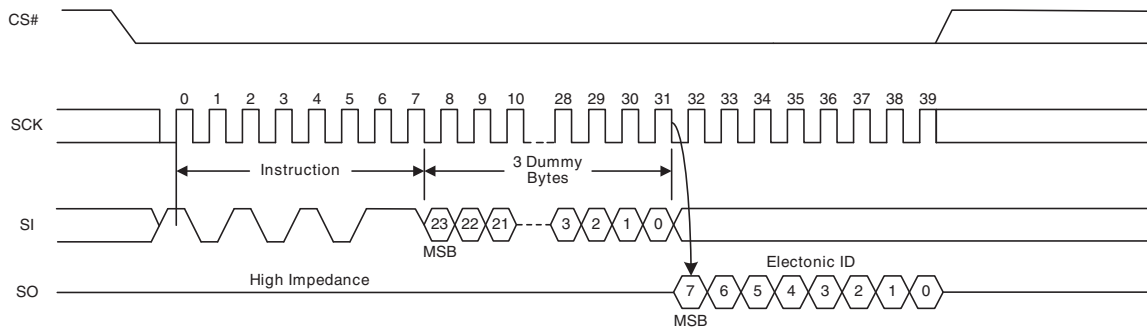 CS#
0 1 2 3 4 5 6 7 8 9 10 28 29 30 31 32 33 34 35 36 37 38 39
SCK
Instruction
3 Dummy
Bytes
SI
23 22 21 3 2 1 0
MSB
High Impedance
Electonic ID
SO
7 6 5 4 3 2 1 0
MSB